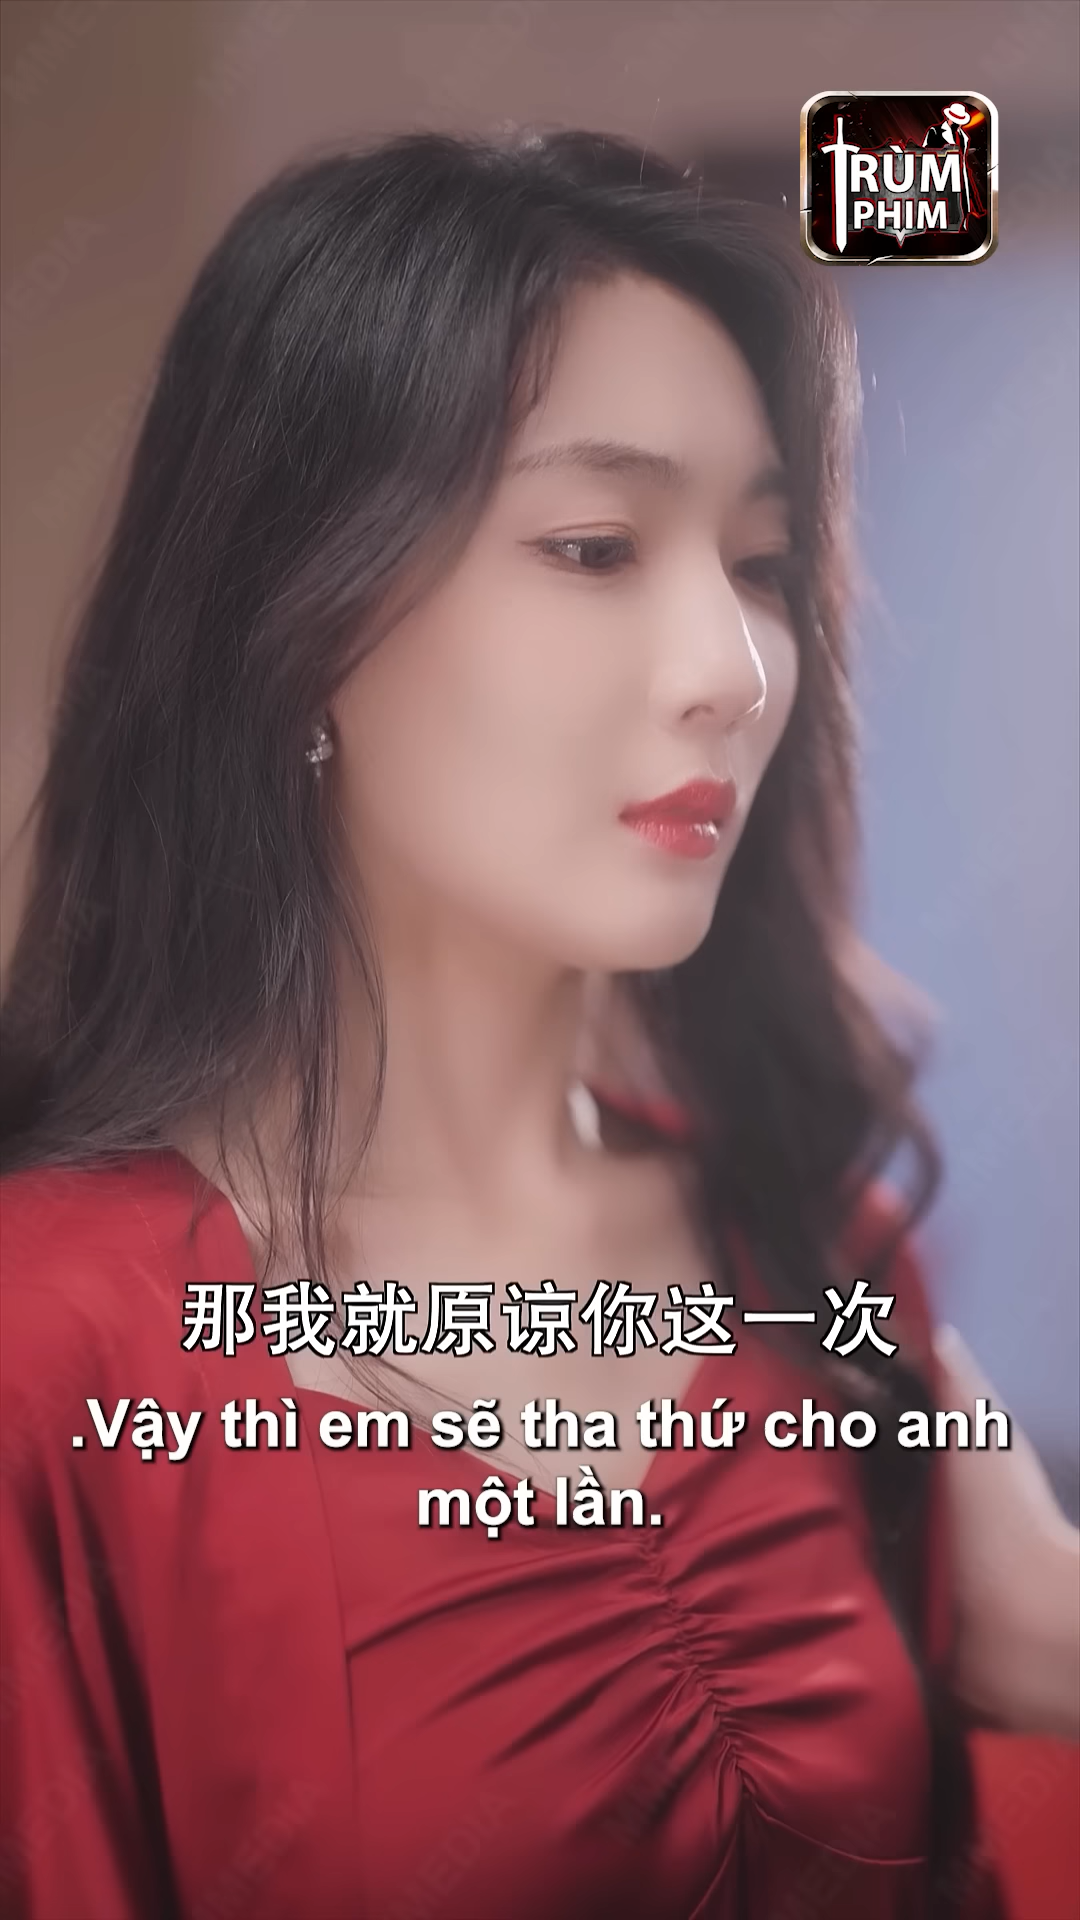 TRÙM
PHIM
那我就原谅你这一次
.Vậy thì em sẽ tha thứ cho anh
một lần.
MMEDIA